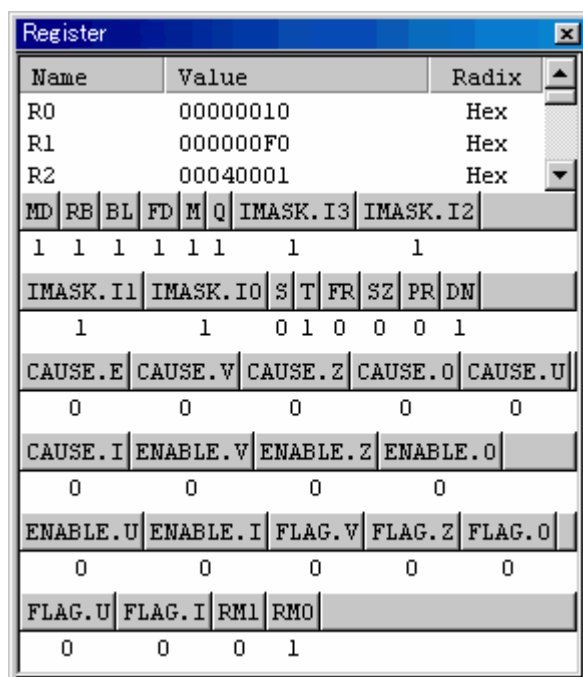 Register
Name Value Radix
R0 00000010 Hex
R1 000000F0 Hex
R2 00040001 Hex
MD RB BL FD M Q IMASK.I3 IMASK.I2
1 1 1 1 1 1 1 1
IMASK.I1 IMASK.I0 S T FR SZ PR DN
1 1 0 1 0 0 0 1
CAUSE.E CAUSE.V CAUSE.Z CAUSE.O CAUSE.U
0 0 0 0 0
CAUSE.I ENABLE.V ENABLE.Z ENABLE.O
0 0 0 0
ENABLE.U ENABLE.I FLAG.V FLAG.Z FLAG.O
0 0 0 0 0
FLAG.U FLAG.I RM1 RM0
0 0 0 1